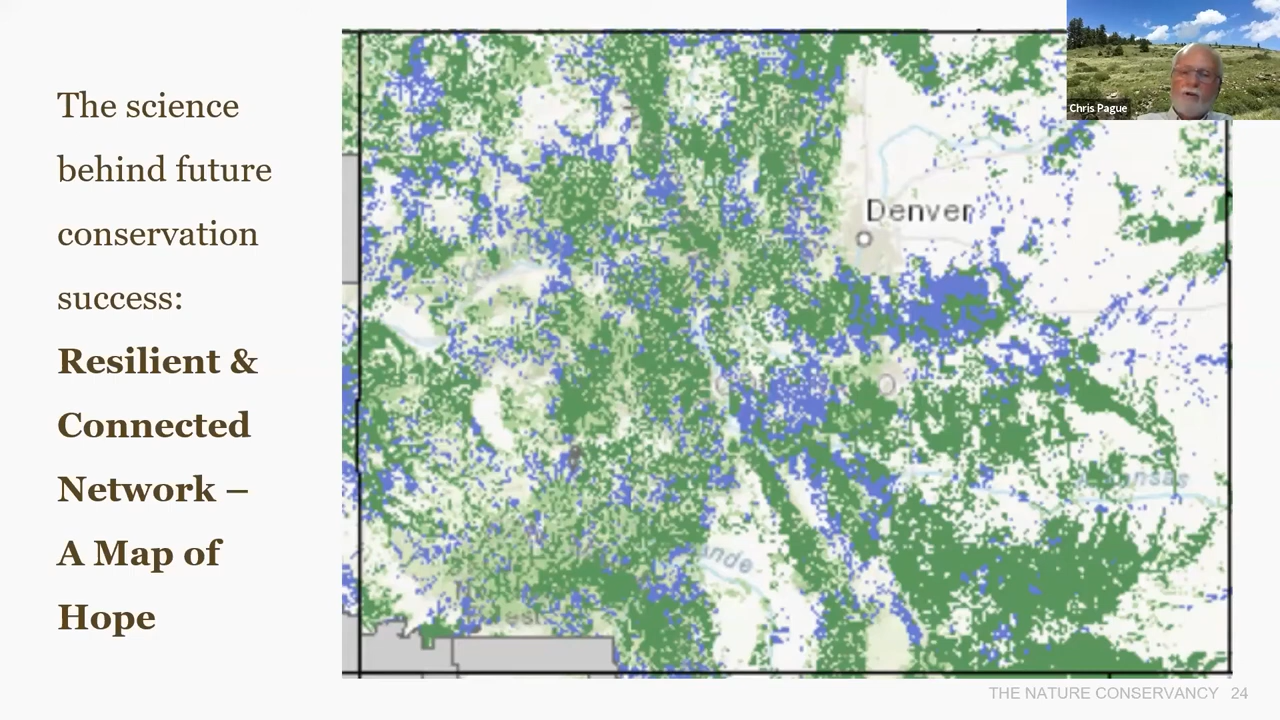 The science
behind future
conservation
success:
Resilient &
Connected
Network –
A Map of
Hope
Chris Pague
Denver
THE NATURE CONSERVANCY 24